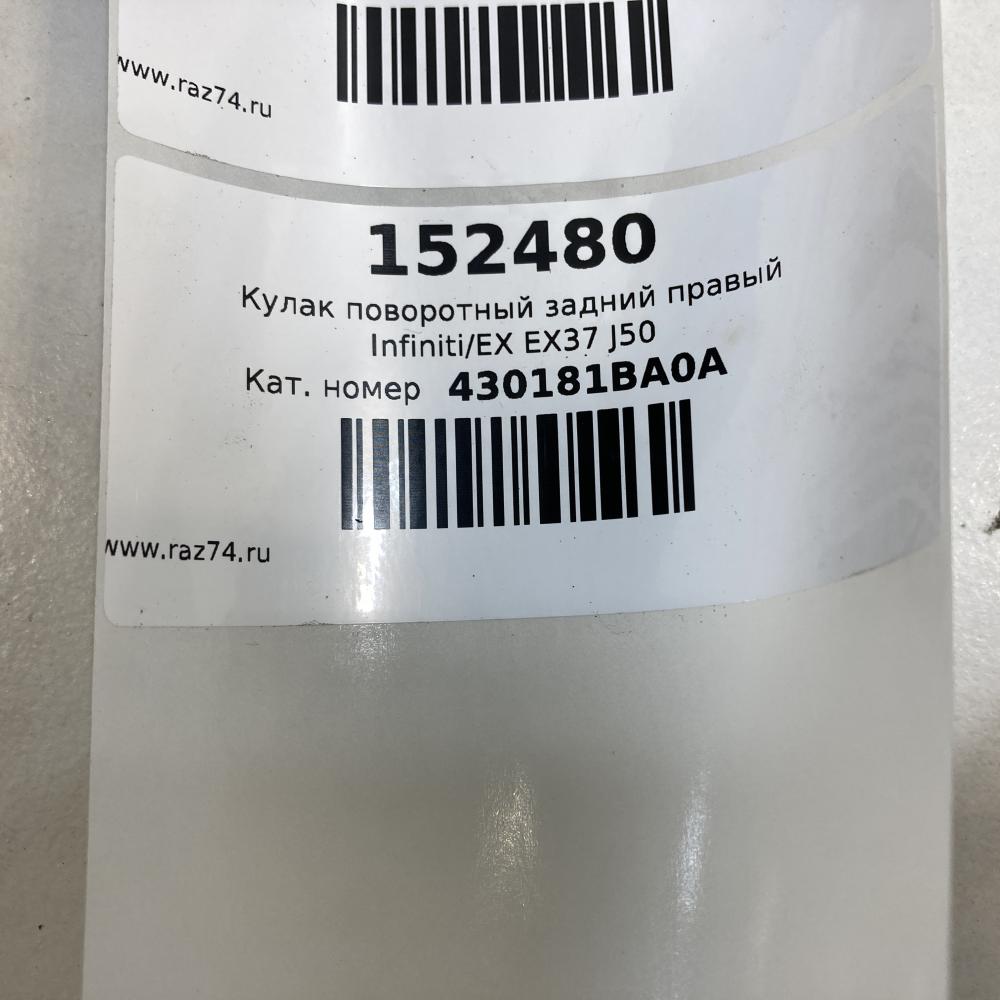 www.raz74.ru
152480
Кулак поворотный задний правый
Infiniti/EX EX37 J50
Кат. номер 430181BA0A
www.raz74.ru